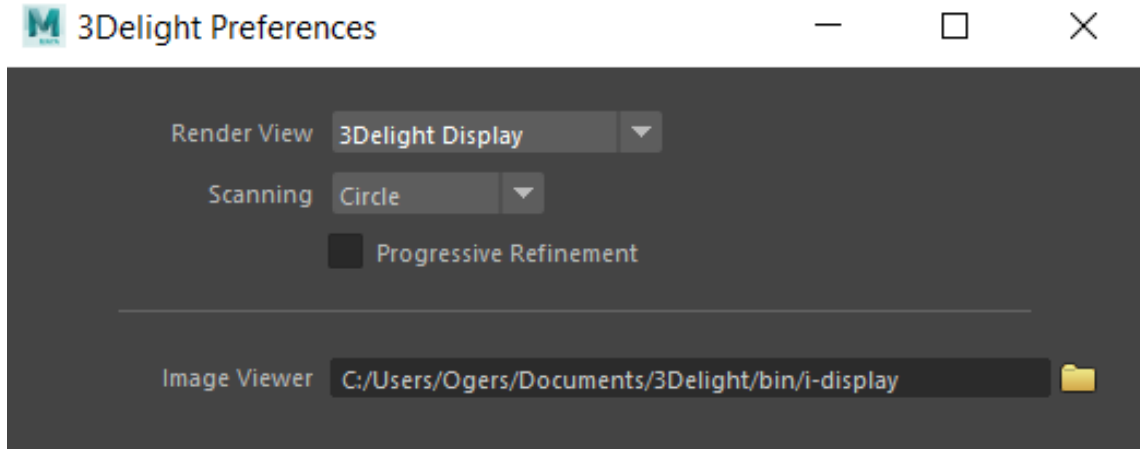 3Delight Preferences
Render View 3Delight Display
Scanning Circle
Progressive Refinement
Image Viewer C:/Users/Ogers/Documents/3Delight/bin/i-display